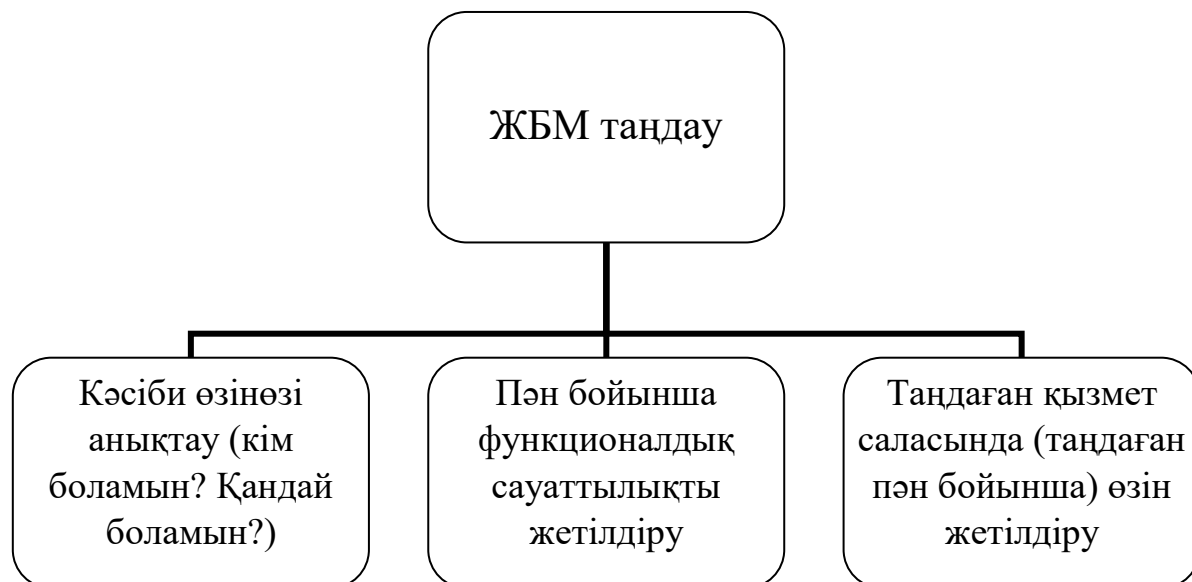 ЖБМ таңдау
Кәсіби өзінөзі
анықтау (кім
боламын? Қандай
боламын?)
Пән бойынша
функционалдық
сауаттылықты
жетілдіру
Таңдаған қызмет
саласында (таңдаған
пән бойынша) өзін
жетілдіру